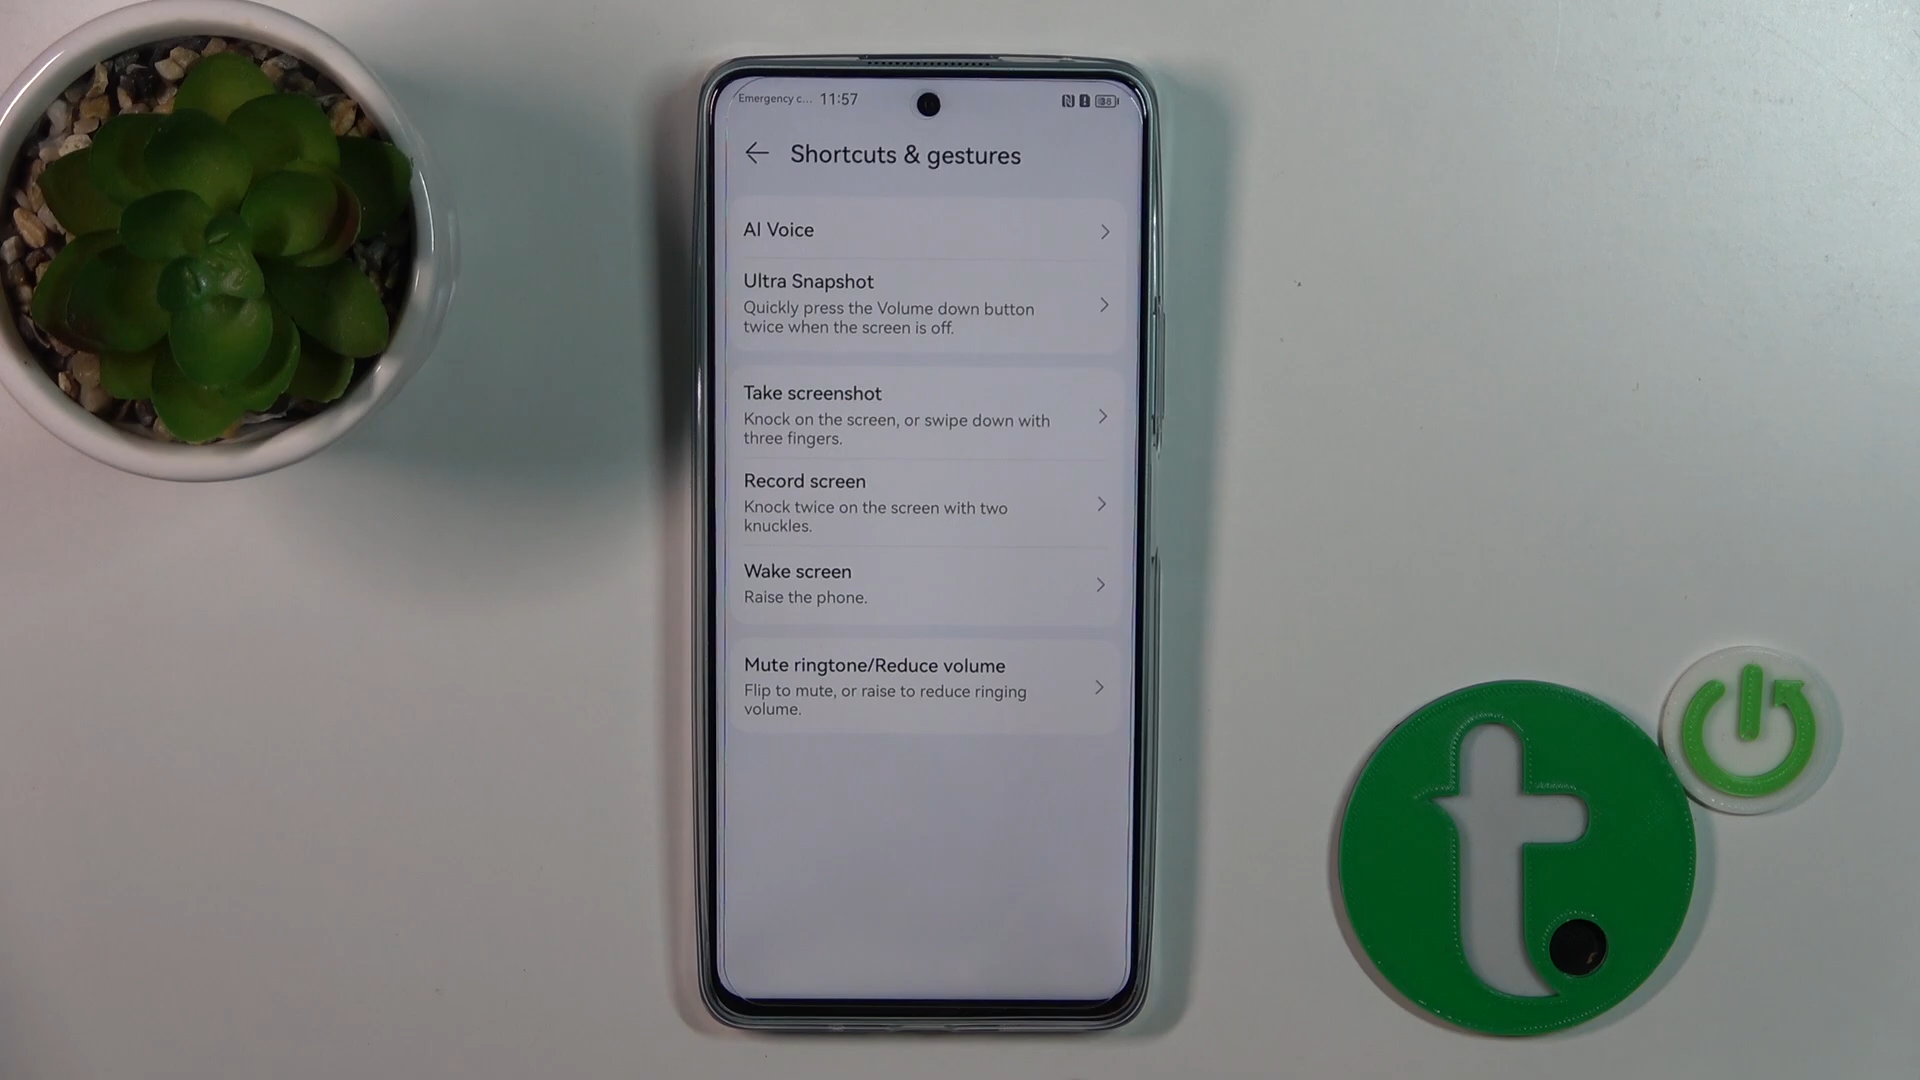 Emergency c... 11:57
38
Shortcuts & gestures
AI Voice
Ultra Snapshot
Quickly press the Volume down button
twice when the screen is off.
Take screenshot
Knock on the screen, or swipe down with
three fingers.
Record screen
Knock twice on the screen with two
knuckles.
Wake screen
Raise the phone.
Mute ringtone/Reduce volume
Flip to mute, or raise to reduce ringing
volume.
t